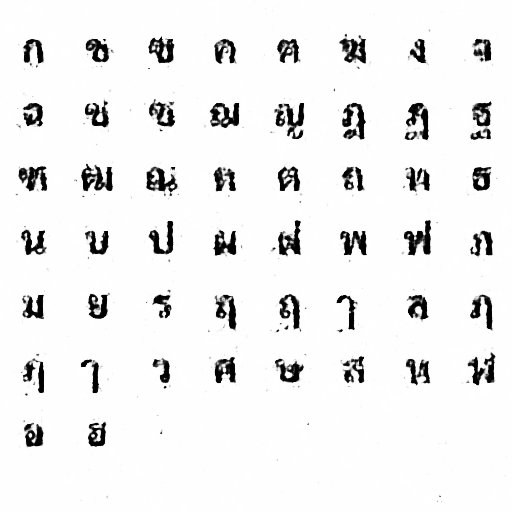 ก ข ฃ ค ฅ ฆ ง จ
ฉ ช ซ ฌ ญ ฎ ฏ ฐ
ฑ ฒ ณ ด ต ถ ท ธ
น บ ป ผ ฝ พ ฟ ภ
ม ย ร ฤ ฤ ๅ ล ฦ
ฦ ๅ ว ศ ษ ส ห ฬ
อ ฮ